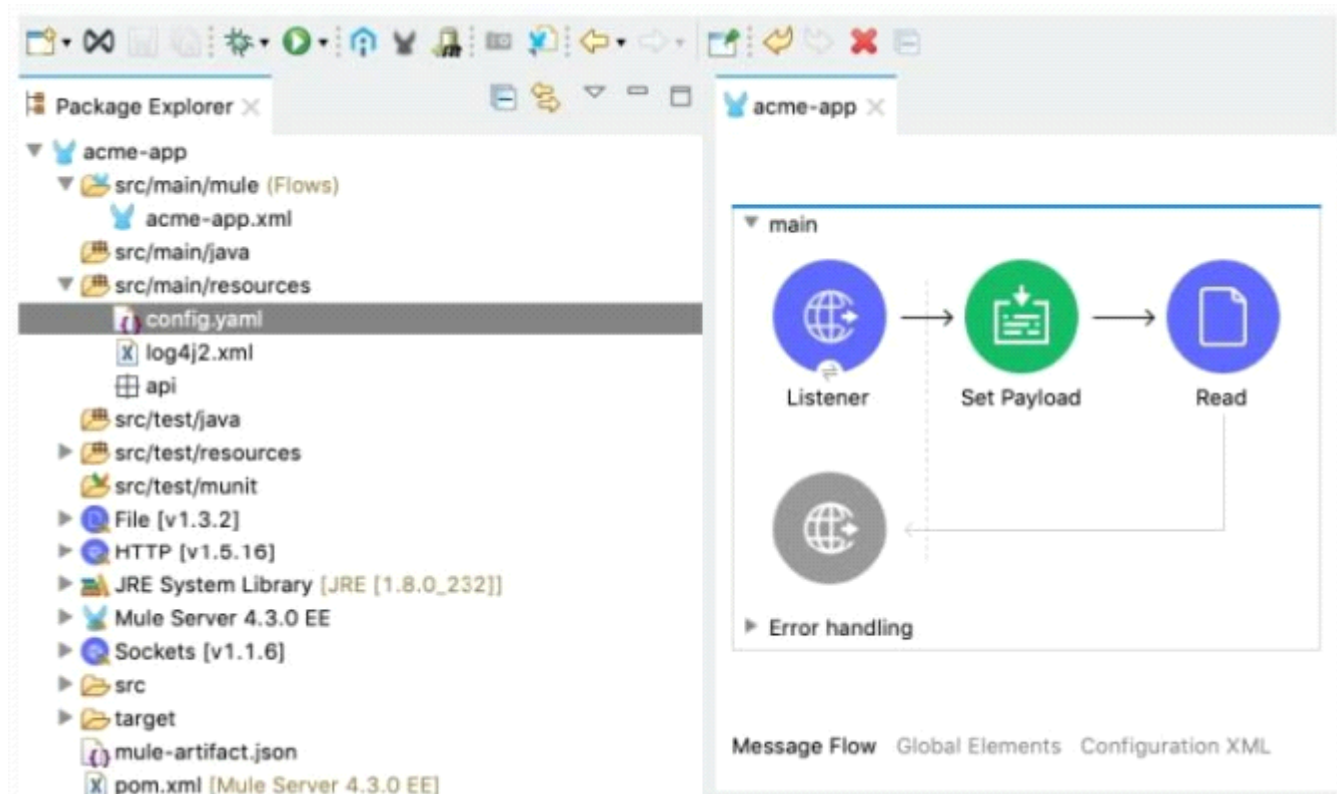 Package Explorer
acme-app
acme-app
src/main/mule (Flows)
acme-app.xml
src/main/java
src/main/resources
config.yaml
log4j2.xml
api
src/test/java
src/test/resources
src/test/munit
File [v1.3.2]
HTTP [v1.5.16]
JRE System Library [JRE [1.8.0_232]]
Mule Server 4.3.0 EE
Sockets [v1.1.6]
src
target
mule-artifact.json
pom.xml [Mule Server 4.3.0 EE]
main
Listener
Set Payload
Read
Error handling
Message Flow Global Elements Configuration XML